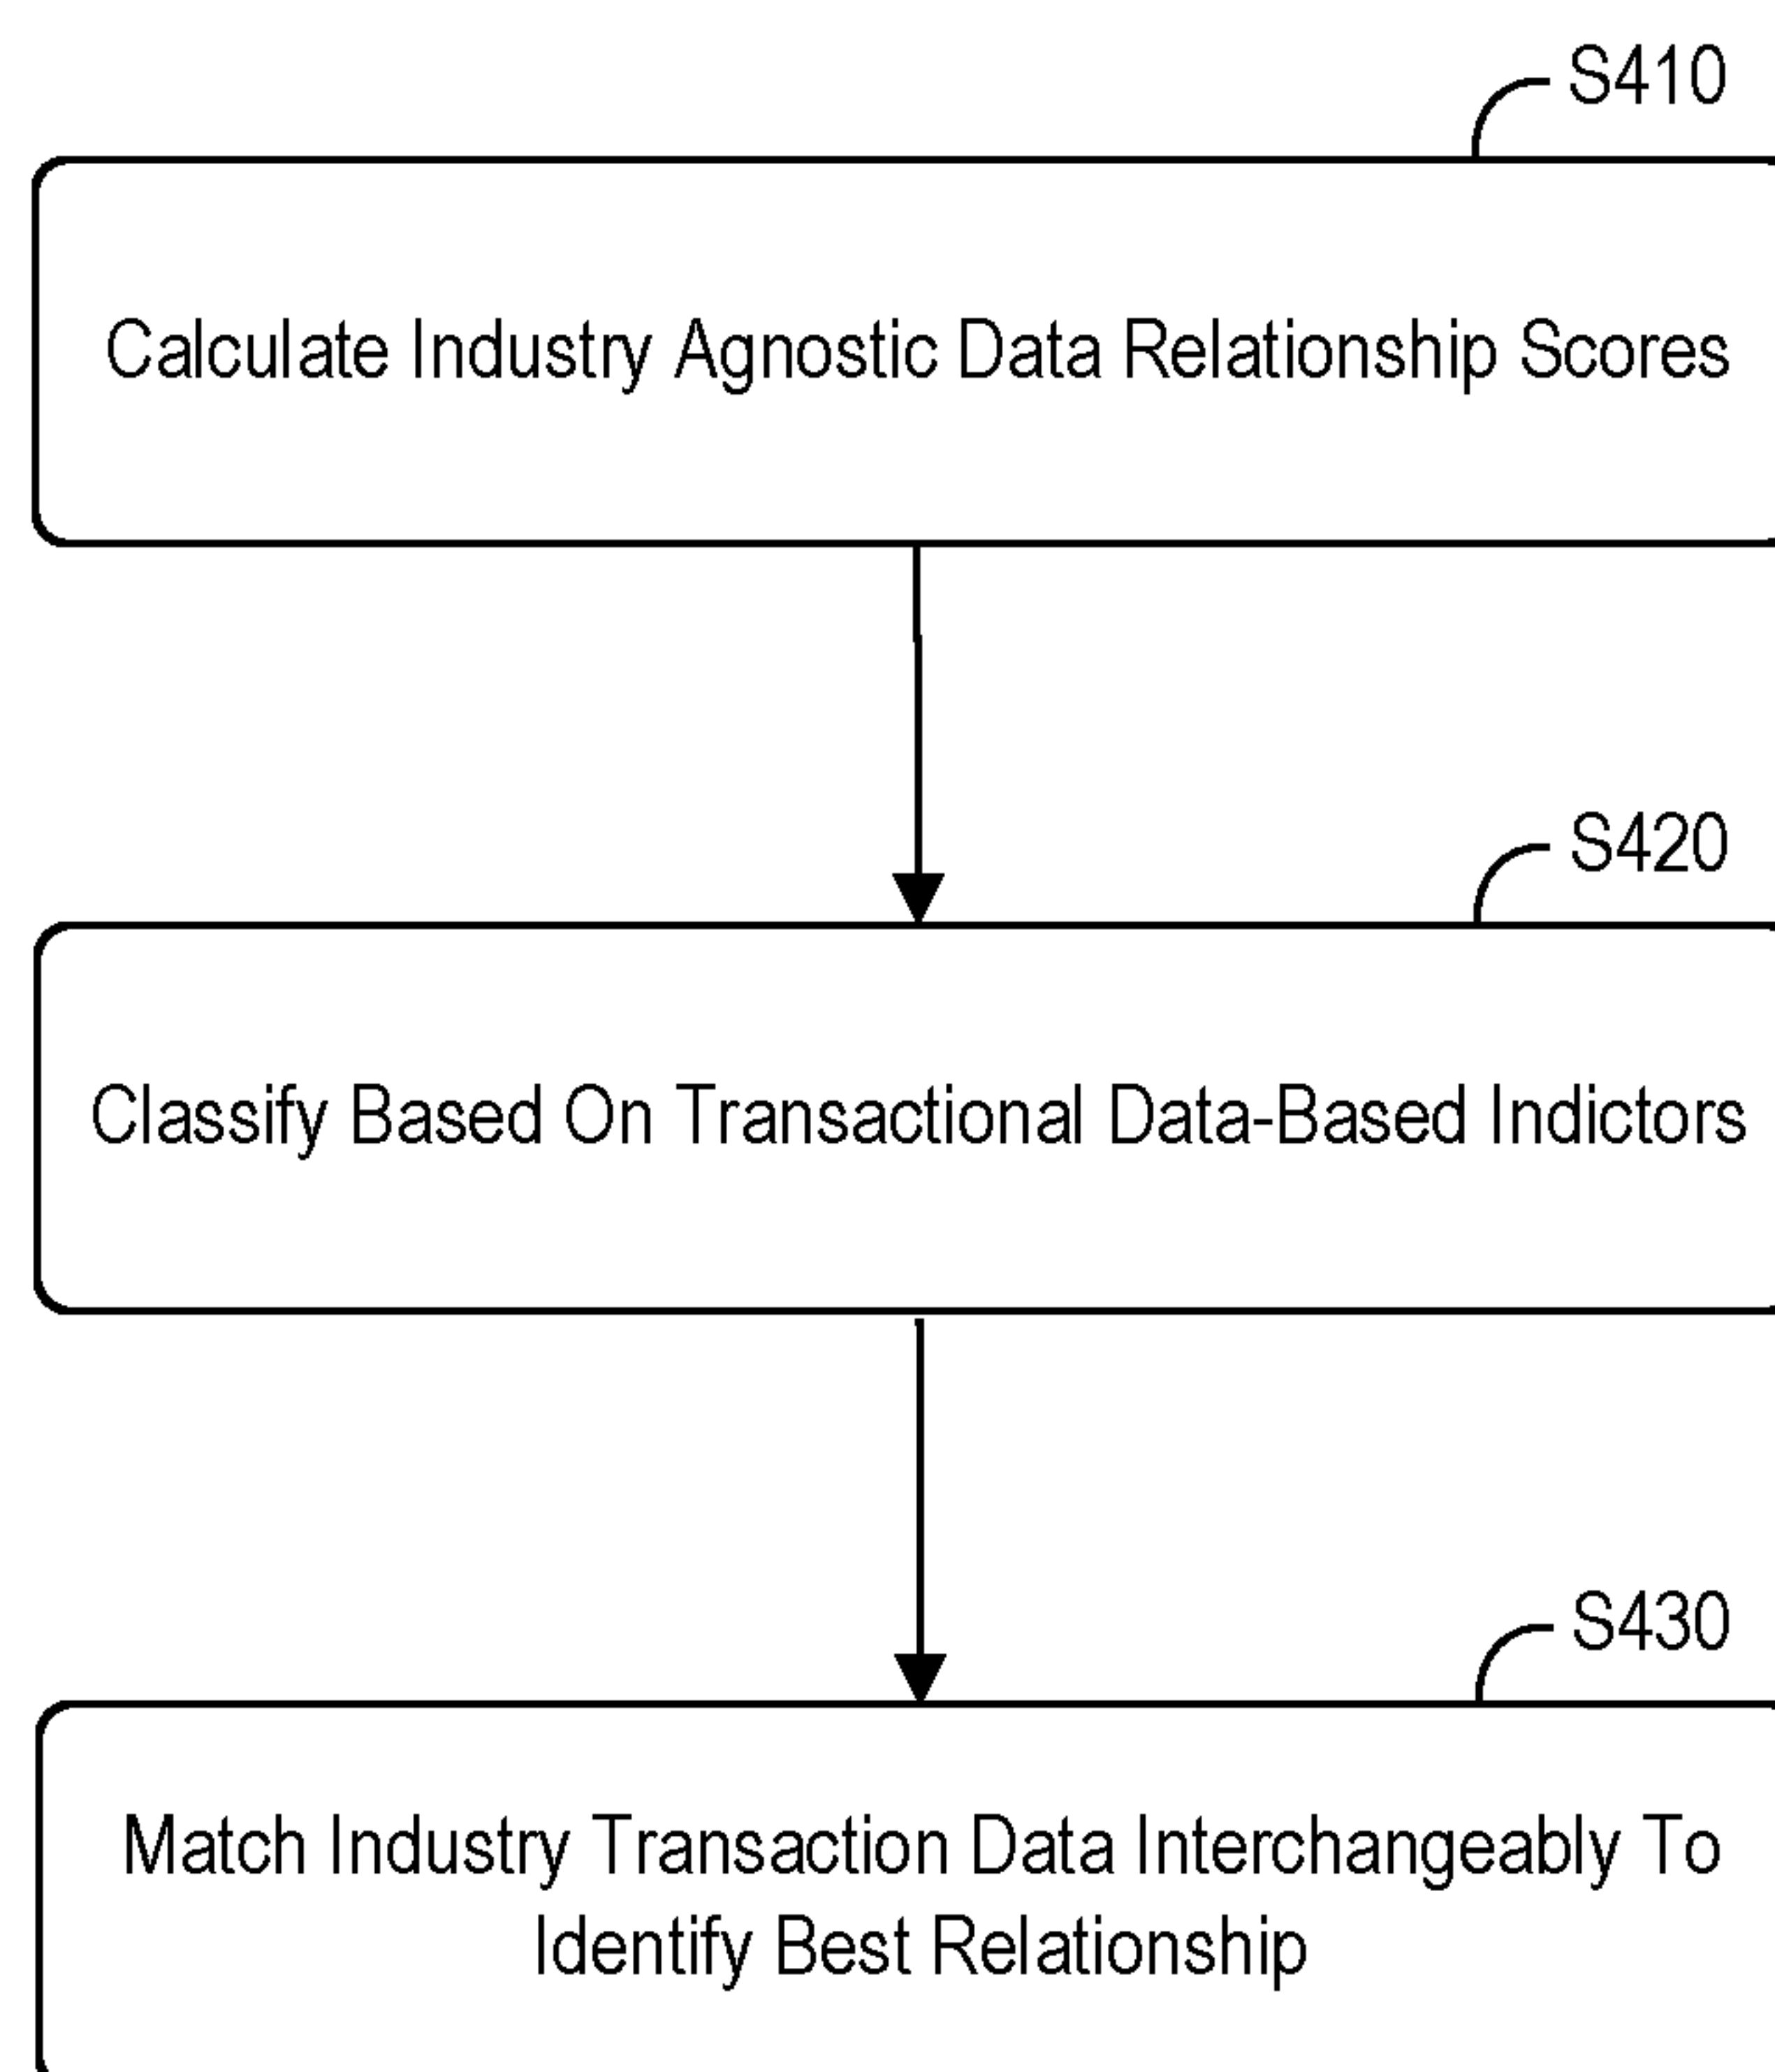 S410
Calculate Industry Agnostic Data Relationship Scores
S420
Classify Based On Transactional Data-Based Indictors
S430
Match Industry Transaction Data Interchangeably To
Identify Best Relationship